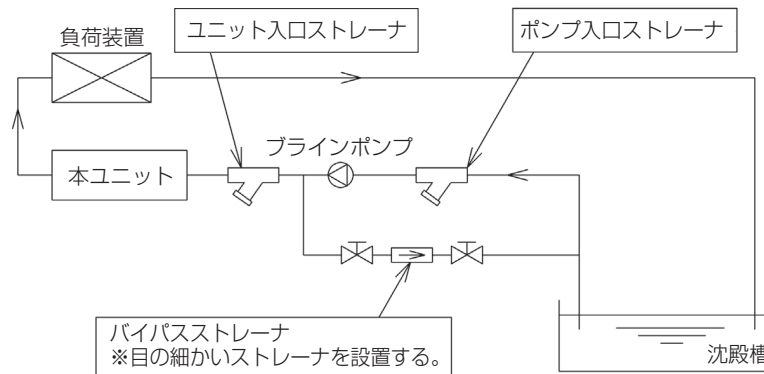 負荷装置
ユニット入口ストレーナ
ポンプ入口ストレーナ
ブラインポンプ
本ユニット
バイパスストレーナ
※目の細かいストレーナを設置する。
沈殿槽